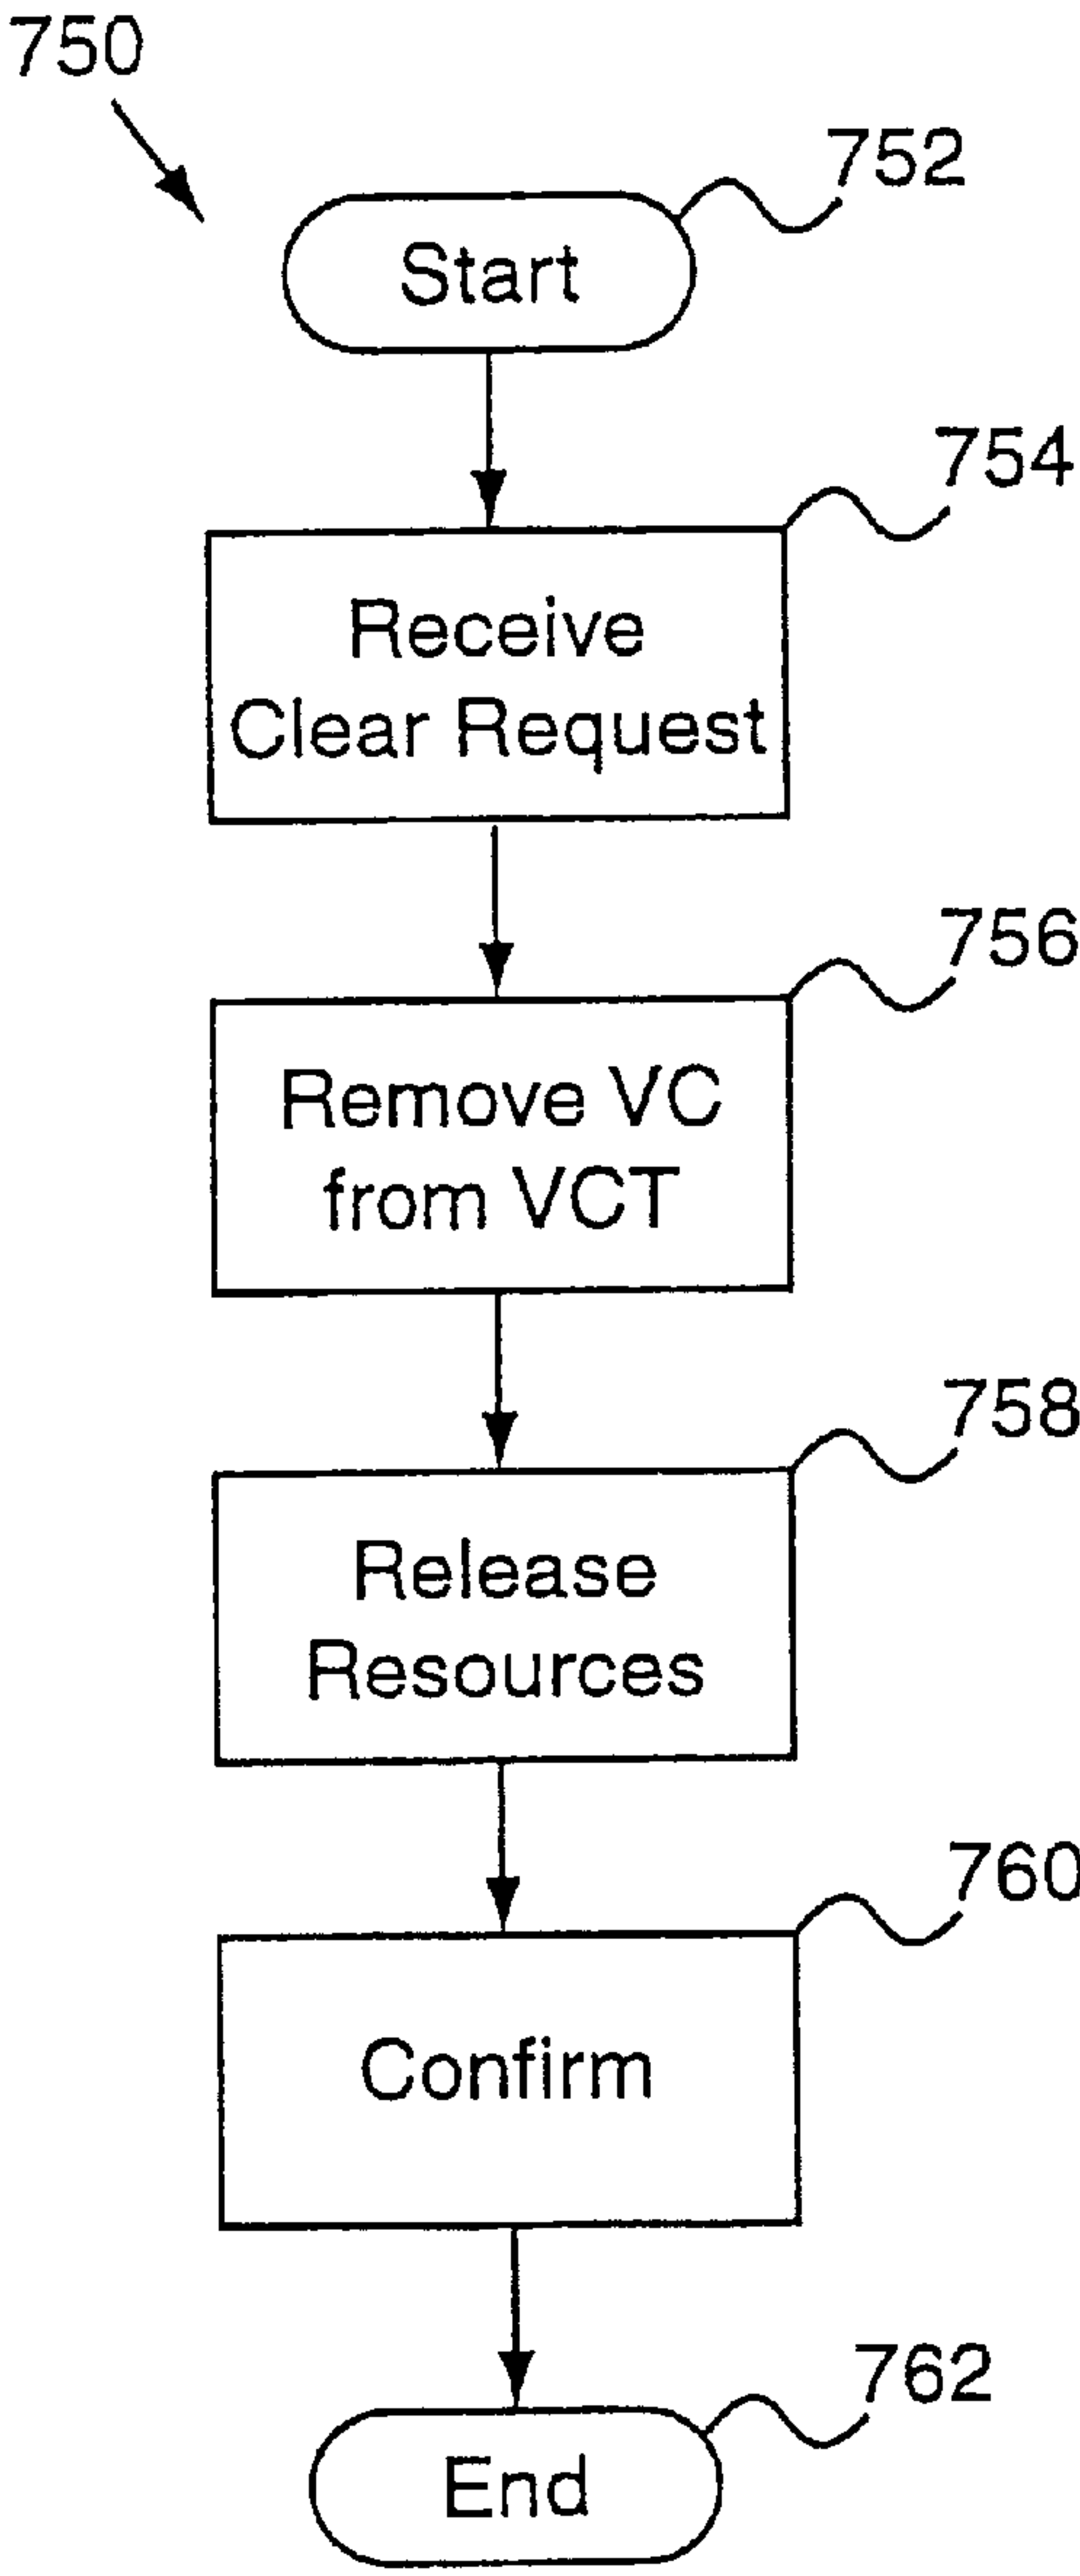 750
752
Start
754
Receive
Clear Request
756
Remove VC
from VCT
758
Release
Resources
760
Confirm
762
End